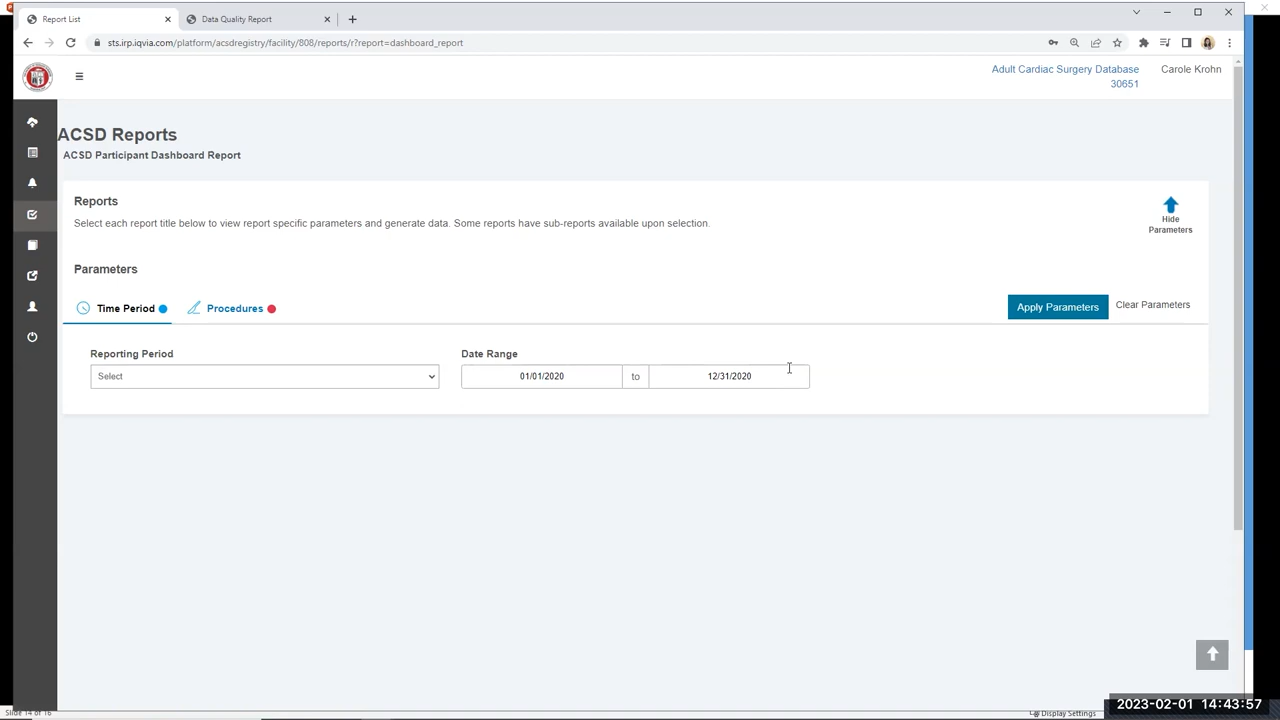 Report List
Data Quality Report
sts.irp.iqvia.com/platform/acsdregistry/facility/808/reports/r?report=dashboard_report
Adult Cardiac Surgery Database
30651
Carole Krohn
ACSD Reports
ACSD Participant Dashboard Report
Reports
Select each report title below to view report specific parameters and generate data. Some reports have sub-reports available upon selection.
Hide
Parameters
Parameters
Time Period
Procedures
Apply Parameters
Clear Parameters
Reporting Period
Date Range
Select
01/01/2020
to
12/31/2020
Slide 14 of 16
Display Settings
2023-02-01 14:43:57